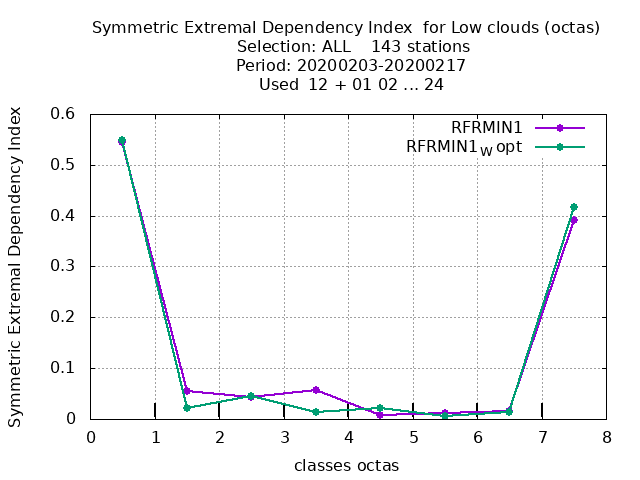 Symmetric Extremal Dependency Index  for Low clouds (octas)
Selection: ALL    143 stations
Period: 20200203-20200217
Used  12 + 01 02 ... 24
RFRMIN1
RFRMIN1W opt
Symmetric Extremal Dependency Index
0.6
0.5
0.4
0.3
0.2
0.1
0
0 1 2 3 4 5 6 7 8
classes octas